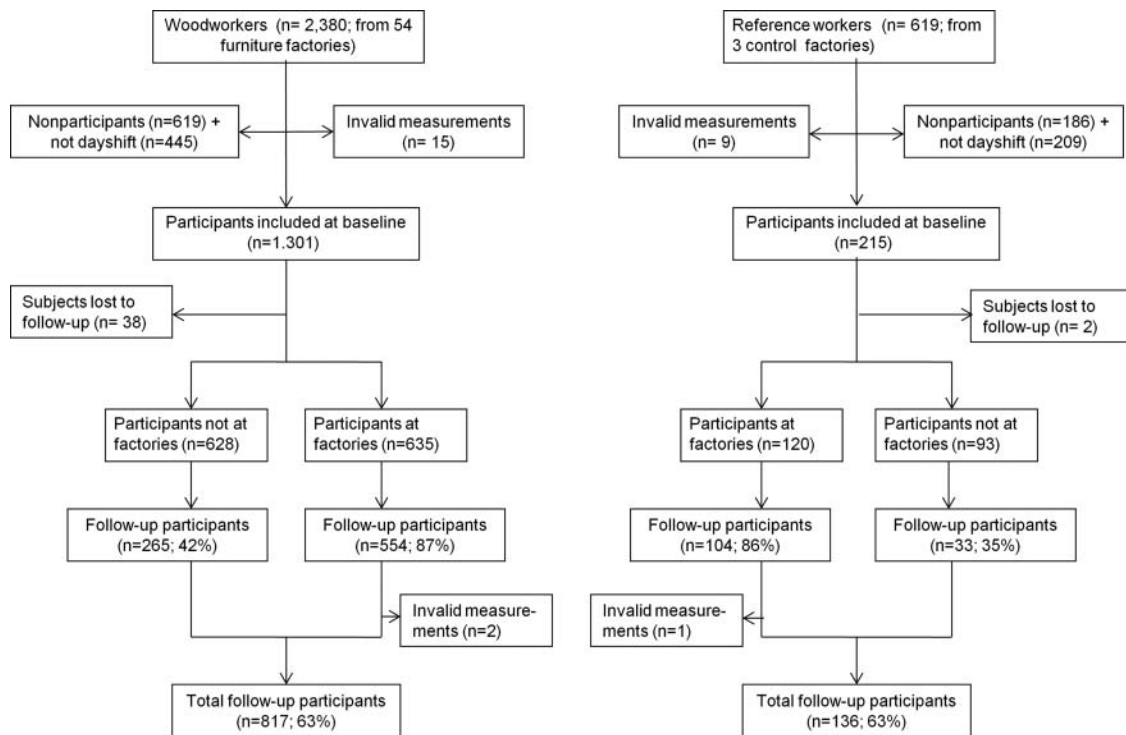 Woodworkers (n= 2,380; from 54
furniture factories)
Nonparticipants (n=619) +
not dayshift (n=445)
Invalid measurements
(n= 15)
Participants included at baseline
(n=1.301)
Subjects lost to
follow-up (n= 38)
Participants not at
factories (n=628)
Participants at
factories (n=635)
Follow-up participants
(n=265; 42%)
Follow-up participants
(n=554; 87%)
Invalid measure-
ments (n=2)
Total follow-up participants
(n=817; 63%)
Reference workers (n= 619; from
3 control factories)
Invalid measurements
(n= 9)
Nonparticipants (n=186) +
not dayshift (n=209)
Participants included at baseline
(n=215)
Subjects lost to
follow-up (n= 2)
Participants at
factories (n=120)
Participants not at
factories (n=93)
Follow-up participants
(n=104; 86%)
Follow-up participants
(n=33; 35%)
Invalid measure-
ments (n=1)
Total follow-up participants
(n=136; 63%)